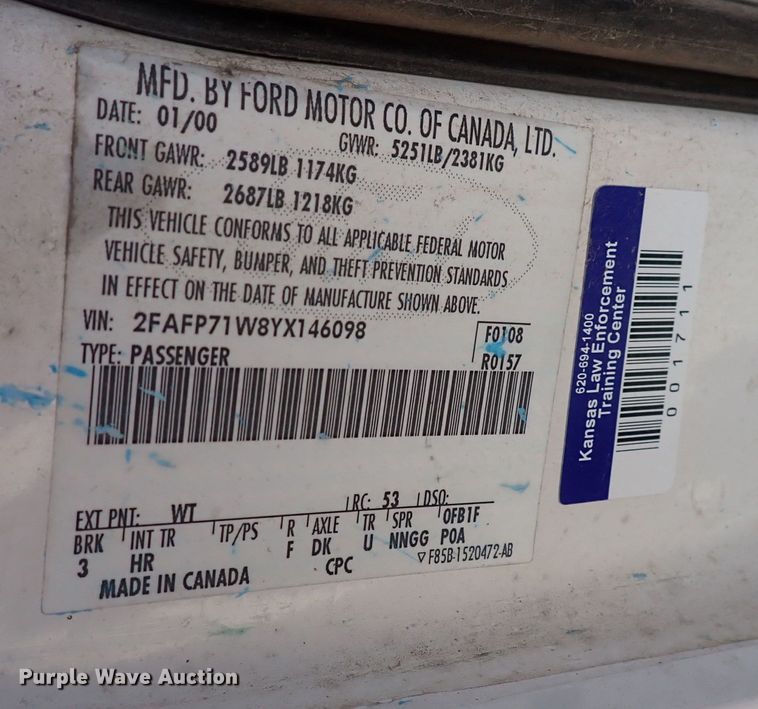 MFD. BY FORD MOTOR CO. OF CANADA, LTD.
DATE: 01/00
GVWR: 5251LB/2381KG
FRONT GAWR: 2589LB 1174KG
REAR GAWR: 2687LB 1218KG
THIS VEHICLE CONFORMS TO ALL APPLICABLE FEDERAL MOTOR
VEHICLE SAFETY, BUMPER, AND THEFT PREVENTION STANDARDS
IN EFFECT ON THE DATE OF MANUFACTURE SHOWN ABOVE.
VIN: 2FAFP71W8YX146098
F0108
TYPE: PASSENGER
R0157
EXT PNT: WT RC: 53 DSO:
BRK INT TR TP/PS R AXLE TR SPR 0FB1F
3 HR F DK U NNGG POA
CPC
▽ F85B-1520472-AB
MADE IN CANADA
620-694-1400
Kansas Law Enforcement
Training Center
001711
Purple Wave Auction